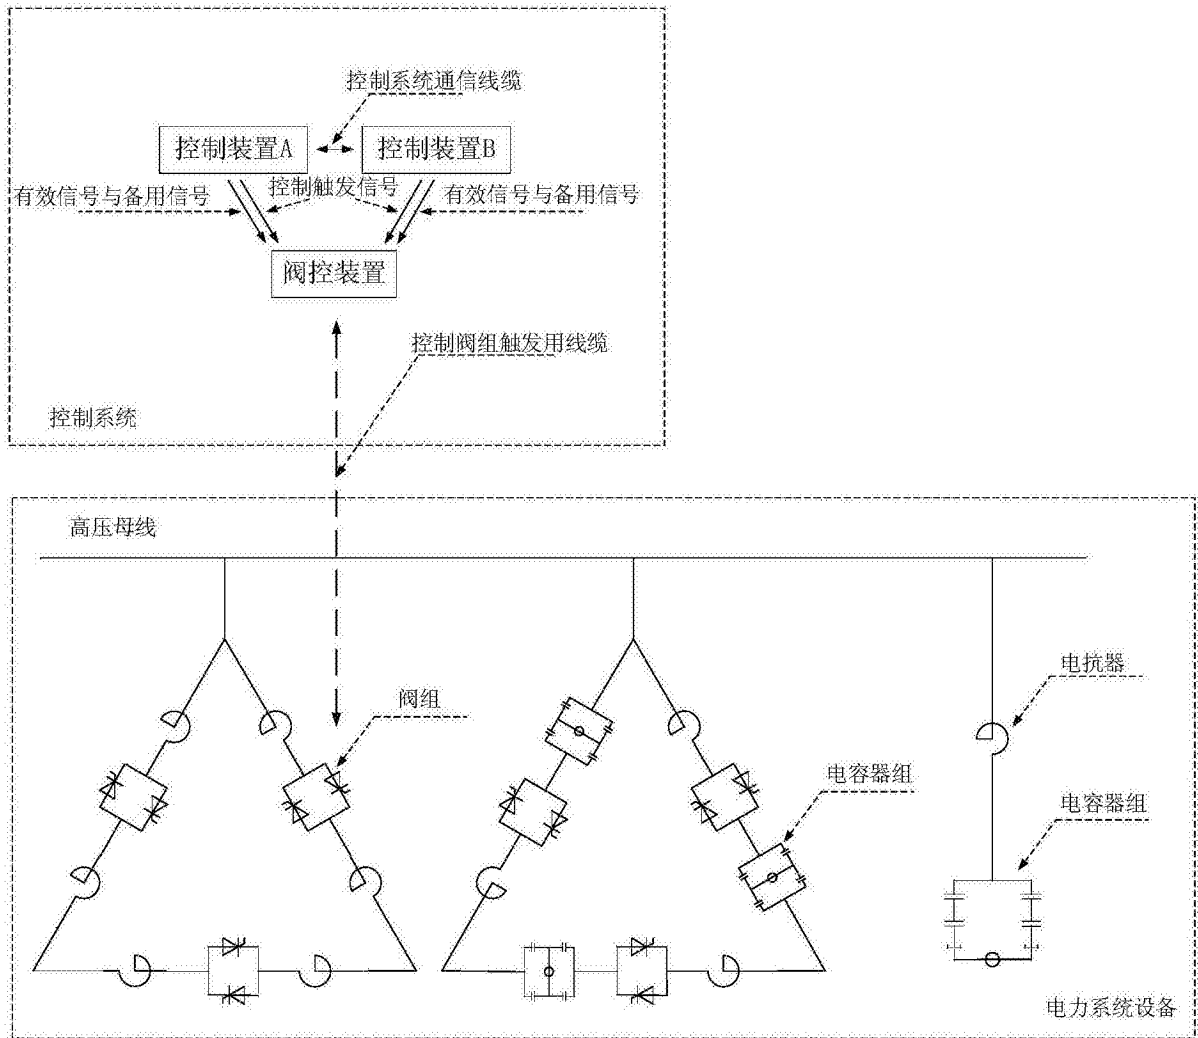 控制系统通信线缆
控制装置A
控制装置B
有效信号与备用信号
控制触发信号
有效信号与备用信号
阀控装置
控制阀组触发用线缆
控制系统
高压母线
电抗器
阀组
电容器组
电容器组
电力系统设备